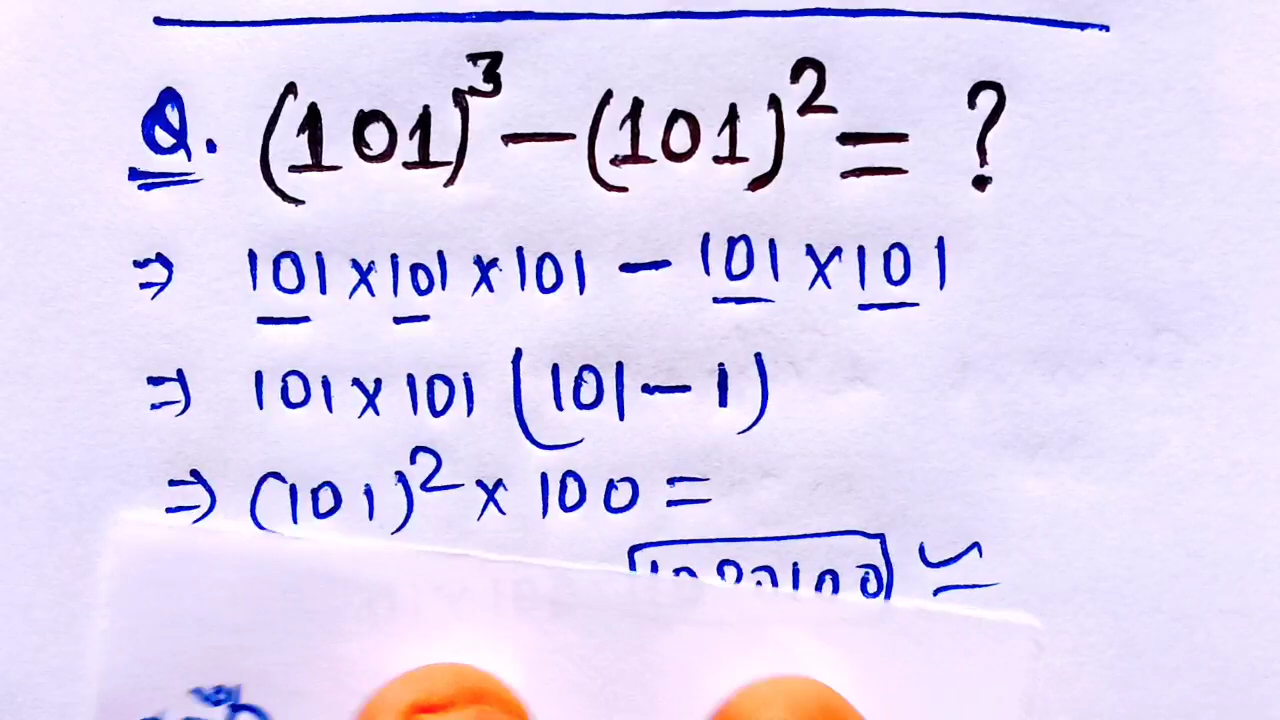 Q. (101)³ − (101)² = ?
⇒ 101 × 101 × 101 − 101 × 101
⇒ 101 × 101 (101 − 1)
⇒ (101)² × 100 =